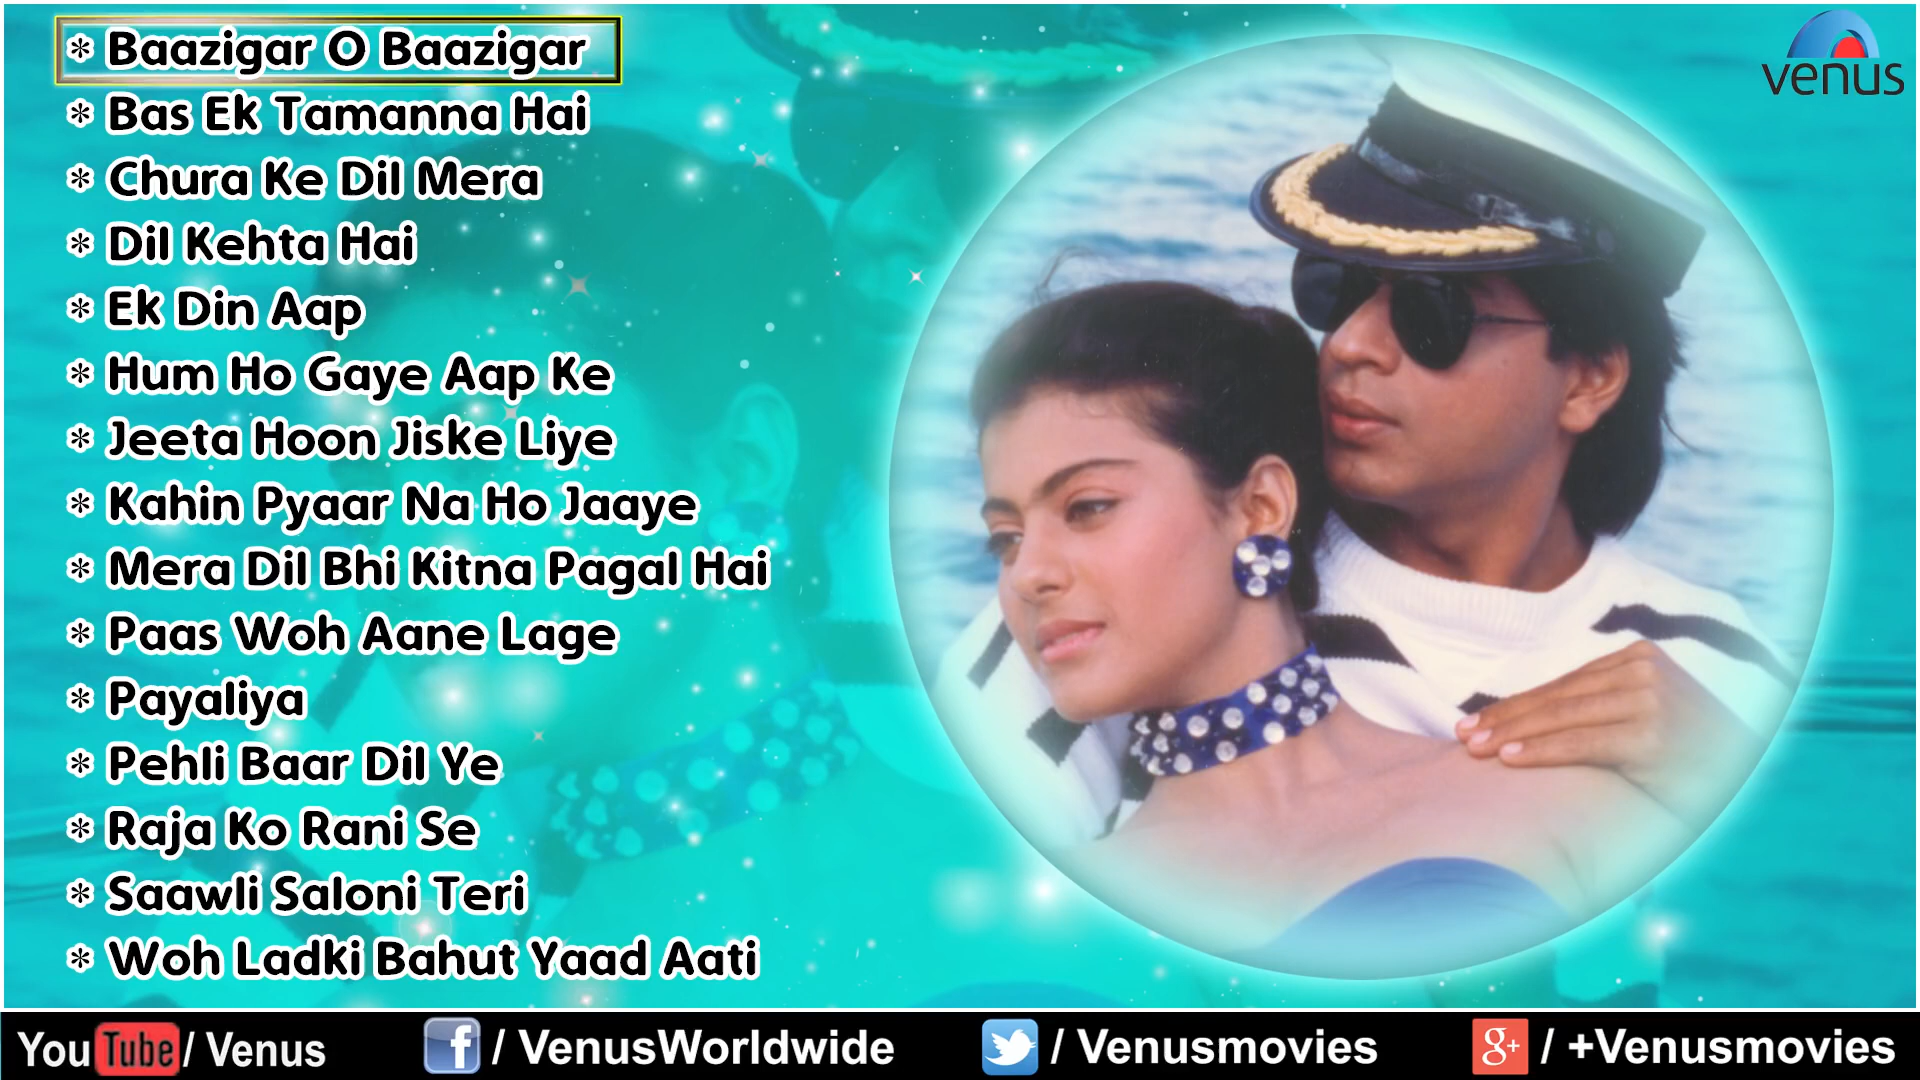 * Baazigar O Baazigar
* Bas Ek Tamanna Hai
* Chura Ke Dil Mera
* Dil Kehta Hai
* Ek Din Aap
* Hum Ho Gaye Aap Ke
* Jeeta Hoon Jiske Liye
* Kahin Pyaar Na Ho Jaaye
* Mera Dil Bhi Kitna Pagal Hai
* Paas Woh Aane Lage
* Payaliya
* Pehli Baar Dil Ye
* Raja Ko Rani Se
* Saawli Saloni Teri
* Woh Ladki Bahut Yaad Aati
venus
YouTube / Venus f / VenusWorldwide / Venusmovies g+ / +Venusmovies